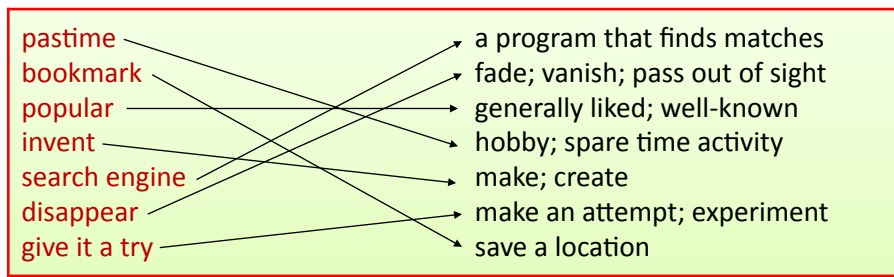 pastime a program that finds matches
bookmark fade; vanish; pass out of sight
popular generally liked; well-known
invent hobby; spare time activity
search engine make; create
disappear make an attempt; experiment
give it a try save a location